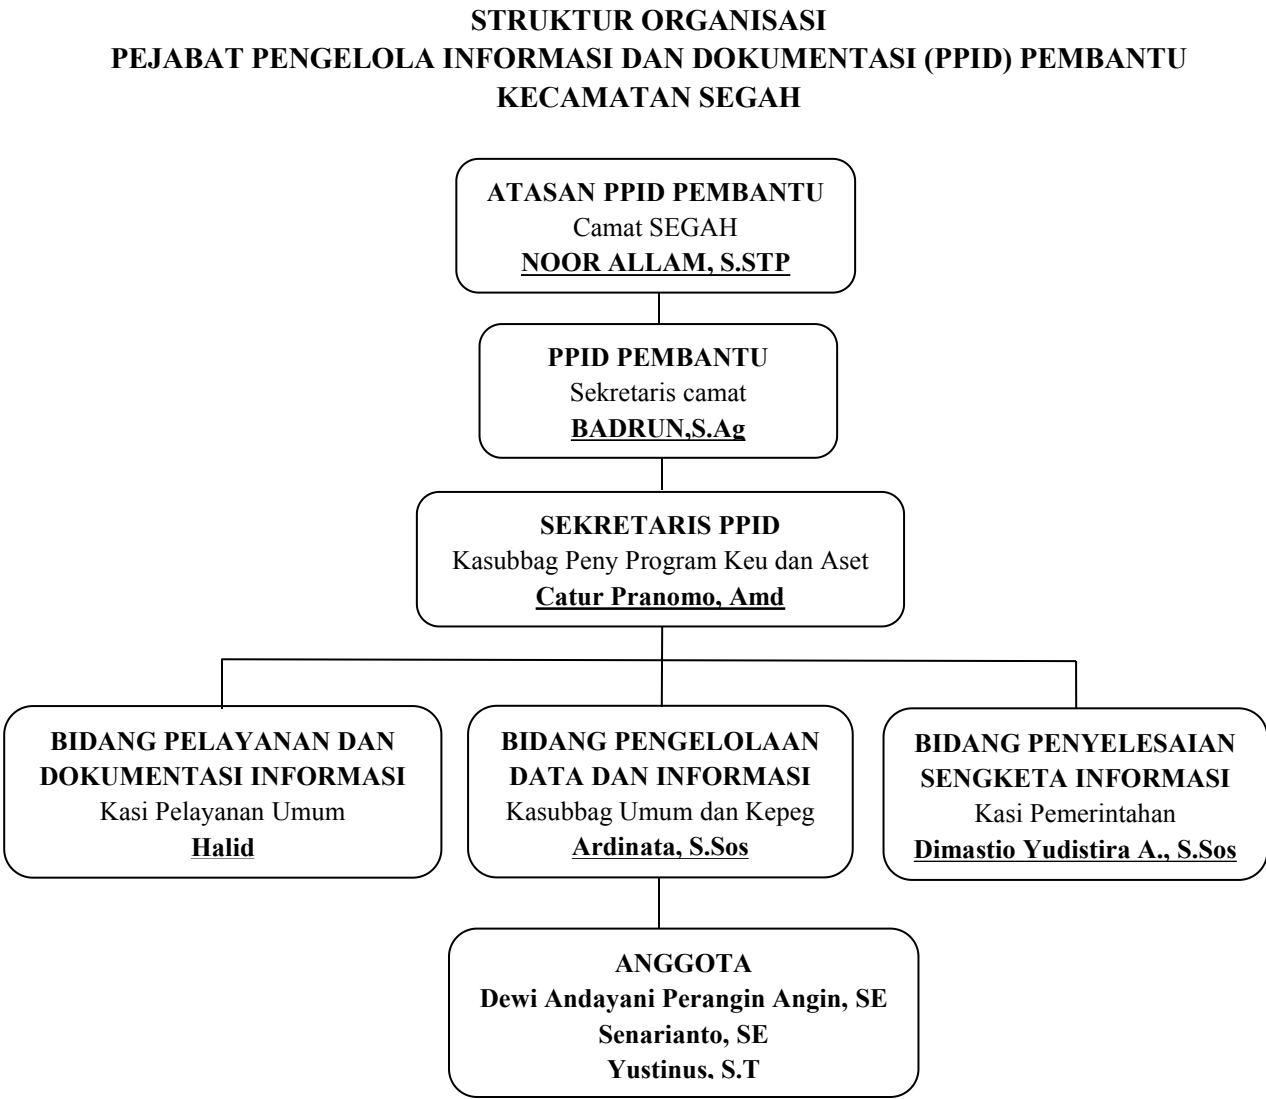 STRUKTUR ORGANISASI
PEJABAT PENGELOLA INFORMASI DAN DOKUMENTASI (PPID) PEMBANTU
KECAMATAN SEGAH
ATASAN PPID PEMBANTU
Camat SEGAH
NOOR ALLAM, S.STP
PPID PEMBANTU
Sekretaris camat
BADRUN,S.Ag
SEKRETARIS PPID
Kasubbag Peny Program Keu dan Aset
Catur Pranomo, Amd
BIDANG PELAYANAN DAN
DOKUMENTASI INFORMASI
Kasi Pelayanan Umum
Halid
BIDANG PENGELOLAAN
DATA DAN INFORMASI
Kasubbag Umum dan Kepeg
Ardinata, S.Sos
BIDANG PENYELESAIAN
SENGKETA INFORMASI
Kasi Pemerintahan
Dimastio Yudistira A., S.Sos
ANGGOTA
Dewi Andayani Perangin Angin, SE
Senarianto, SE
Yustinus, S.T